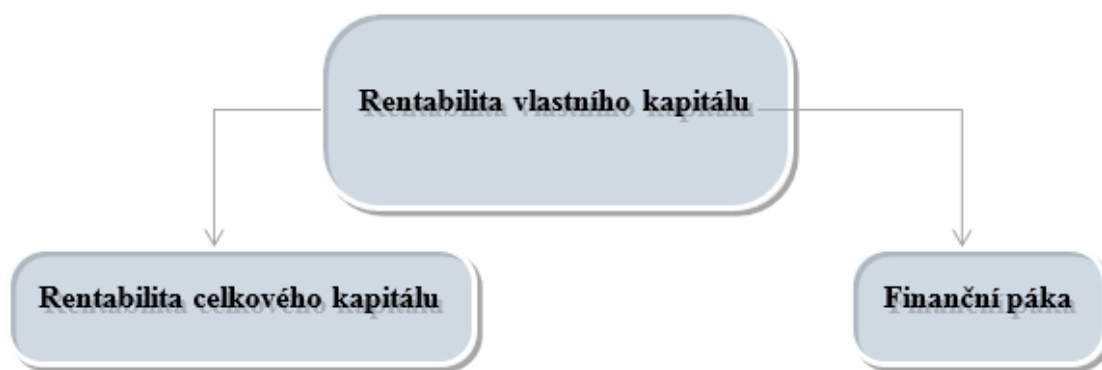 Rentabilita vlastního kapitálu
Rentabilita celkového kapitálu
Finanční páka